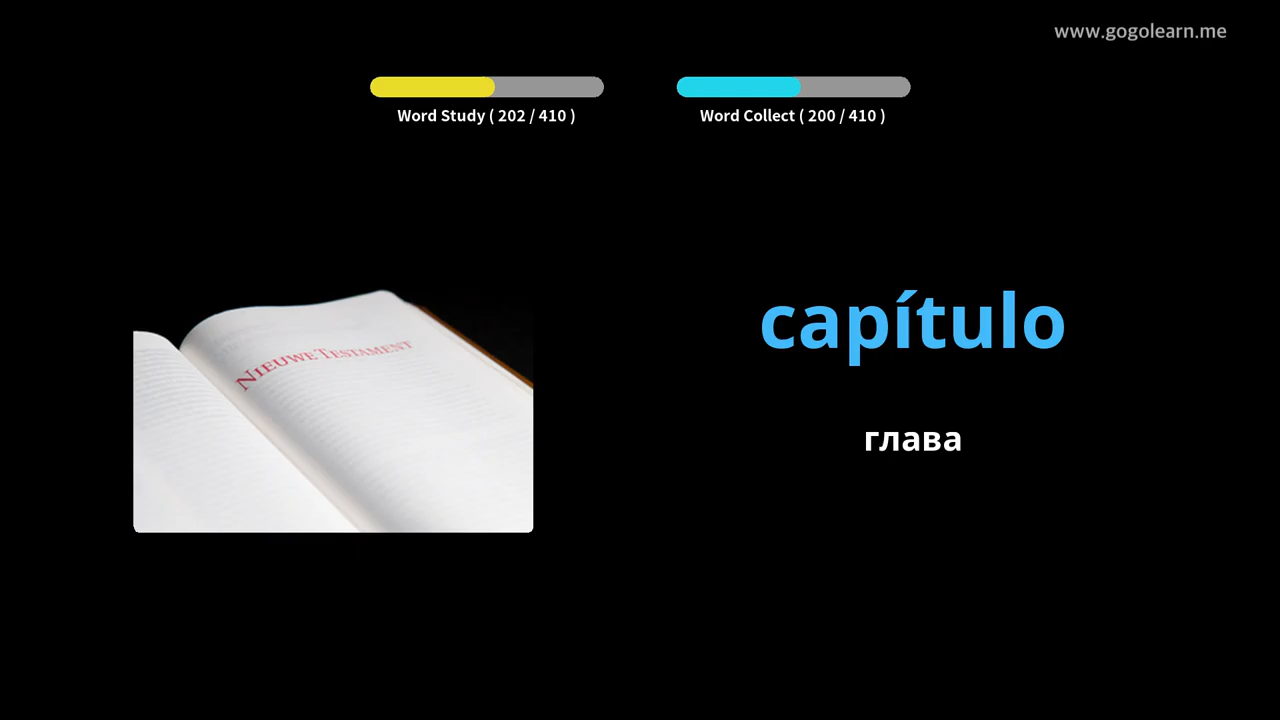 www.gogolearn.me
Word Study ( 202 / 410 )
Word Collect ( 200 / 410 )
NIEUWE TESTAMENT
capítulo
глава